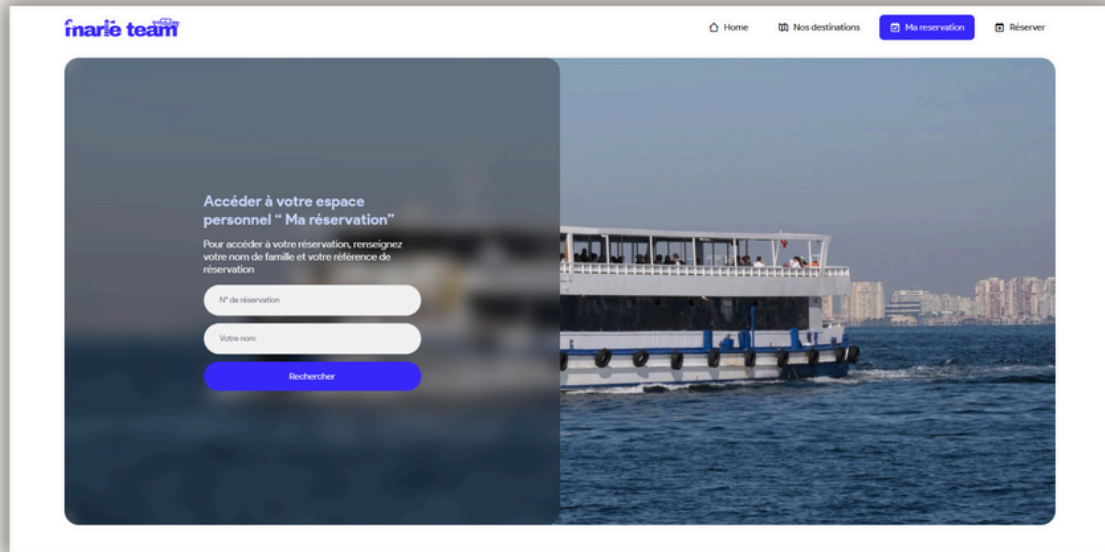 marie team
Home
Nos destinations
Ma reservation
Réserver
Accéder à votre espace
personnel “ Ma réservation”
Pour accéder à votre réservation, renseignez
votre nom de famille et votre référence de
réservation
N° de réservation
Votre nom
Rechercher